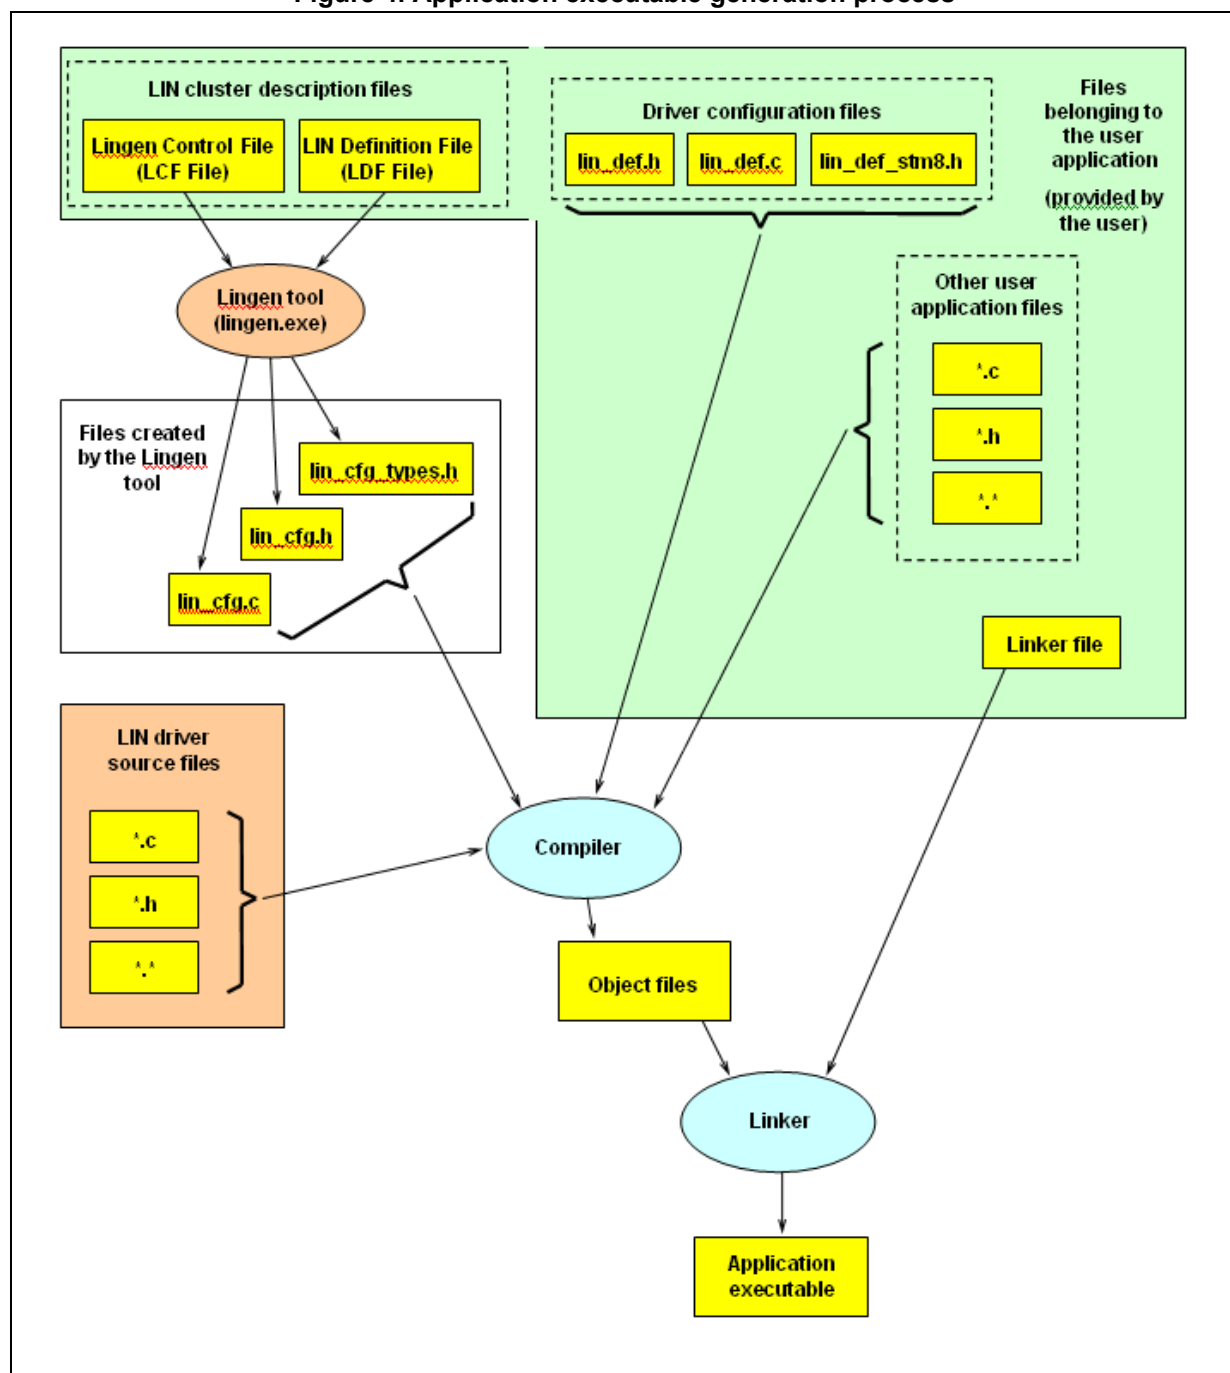 LIN cluster description files
Lingen Control File
(LCF File)
LIN Definition File
(LDF File)
Driver configuration files
lin_def.h
lin_def.c
lin_def_stm8.h
Files
belonging to
the user
application
(provided by
the user)
Lingen tool
(lingen.exe)
Other user
application files
*.c
*.h
*.*
Files created
by the Lingen
tool
lin_cfg_types.h
lin_cfg.h
lin_cfg.c
Linker file
LIN driver
source files
*.c
*.h
*.*
Compiler
Object files
Linker
Application
executable